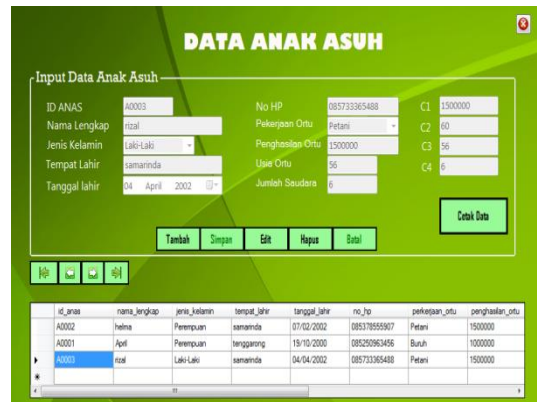 DATA ANAK ASUH
Input Data Anak Asuh
ID ANAS A0003 No HP 085733365488 C1 1500000
Nama Lengkap rizal Pekerjaan Ortu Petani C2 60
Jenis Kelamin Laki-Laki Penghasilan Ortu 1500000 C3 56
Tempat Lahir samarinda Usia Ortu 56 C4 6
Tanggal lahir 04 April 2002 Jumlah Saudara 6
Cetak Data
Tambah Simpan Edit Hapus Batal
id_anas nama_lengkap jenis_kelamin tempat_lahir tanggal_lahir no_hp perkerjaan_ortu penghasilan_ortu
A0002 helma Perempuan samarinda 07/02/2002 085378555907 Petani 1500000
A0001 April Perempuan tenggarong 19/10/2000 085250963456 Buruh 1000000
A0003 rizal Laki-Laki samarinda 04/04/2002 085733365488 Petani 1500000